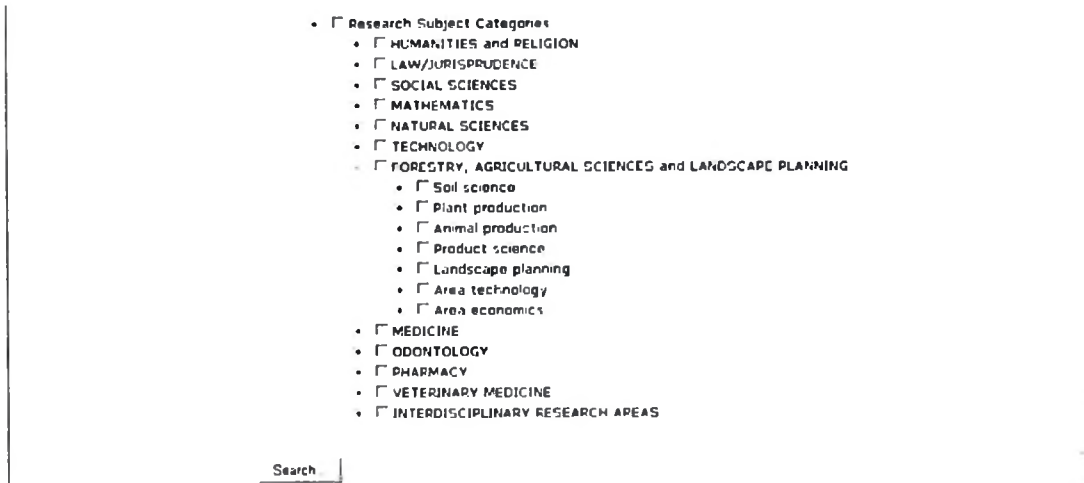 Research Subject Categories
HUMANITIES and RELIGION
LAW/JURISPRUDENCE
SOCIAL SCIENCES
MATHEMATICS
NATURAL SCIENCES
TECHNOLOGY
FORESTRY, AGRICULTURAL SCIENCES and LANDSCAPE PLANNING
Soil science
Plant production
Animal production
Product science
Landscape planning
Area technology
Area economics
MEDICINE
ODONTOLOGY
PHARMACY
VETERINARY MEDICINE
INTERDISCIPLINARY RESEARCH AREAS
Search